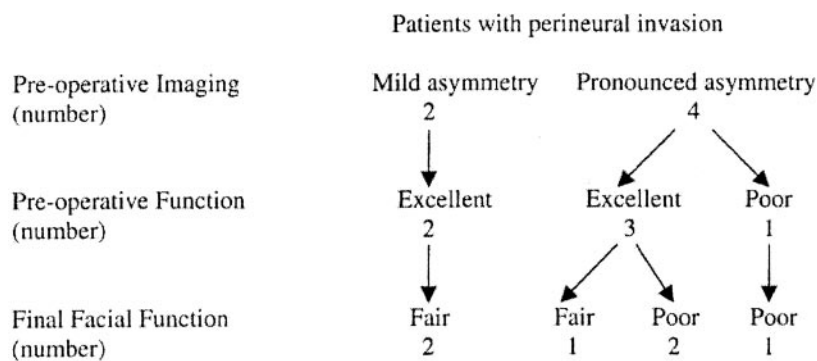 Patients with perineural invasion
Pre-operative Imaging Mild asymmetry Pronounced asymmetry
(number) 2 4
Pre-operative Function Excellent Excellent Poor
(number) 2 3 1
Final Facial Function Fair Fair Poor Poor
(number) 2 1 2 1